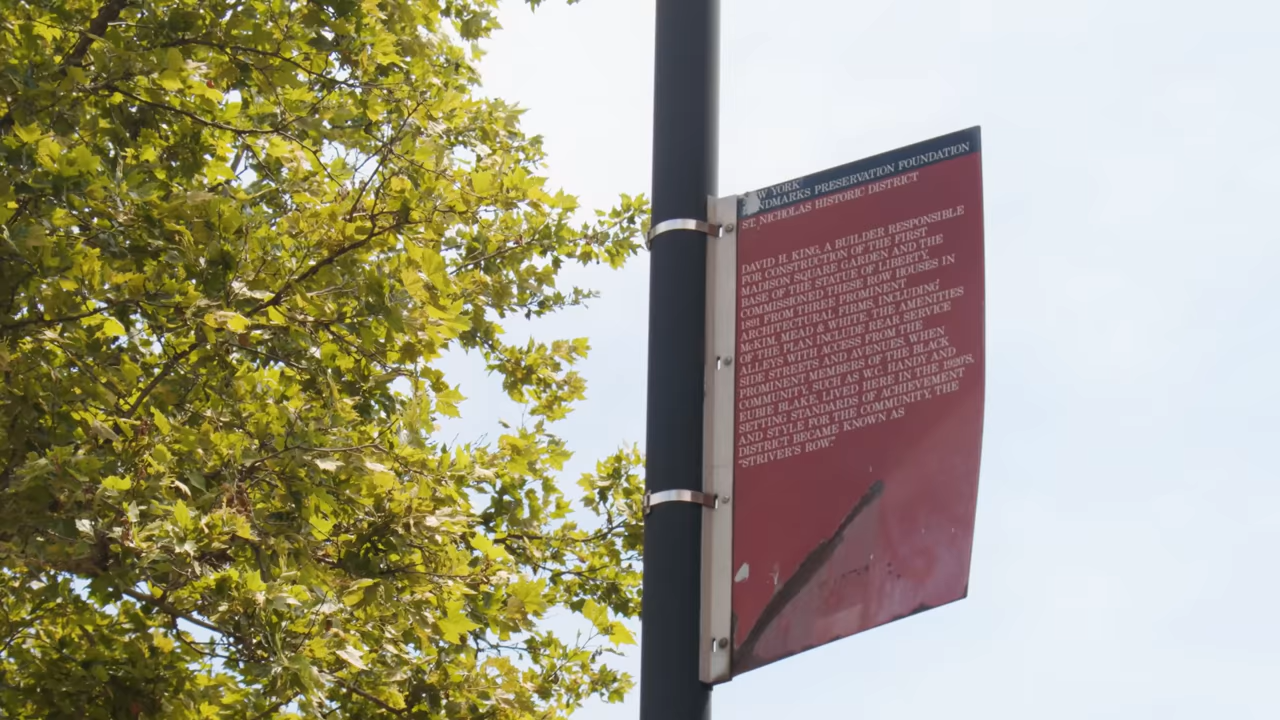 W YORK
NDMARKS PRESERVATION FOUNDATION
ST. NICHOLAS HISTORIC DISTRICT
DAVID H. KING, A BUILDER RESPONSIBLE
FOR CONSTRUCTION OF THE FIRST
MADISON SQUARE GARDEN AND THE
BASE OF THE STATUE OF LIBERTY,
COMMISSIONED THESE ROW HOUSES IN
1891 FROM THREE PROMINENT
ARCHITECTURAL FIRMS, INCLUDING
McKIM, MEAD & WHITE. THE AMENITIES
OF THE PLAN INCLUDE REAR SERVICE
ALLEYS WITH ACCESS FROM THE
SIDE STREETS AND AVENUES. WHEN
PROMINENT MEMBERS OF THE BLACK
COMMUNITY, SUCH AS W.C. HANDY AND
EUBIE BLAKE, LIVED HERE IN THE 1920'S,
SETTING STANDARDS OF ACHIEVEMENT
AND STYLE FOR THE COMMUNITY, THE
DISTRICT BECAME KNOWN AS
"STRIVER'S ROW."